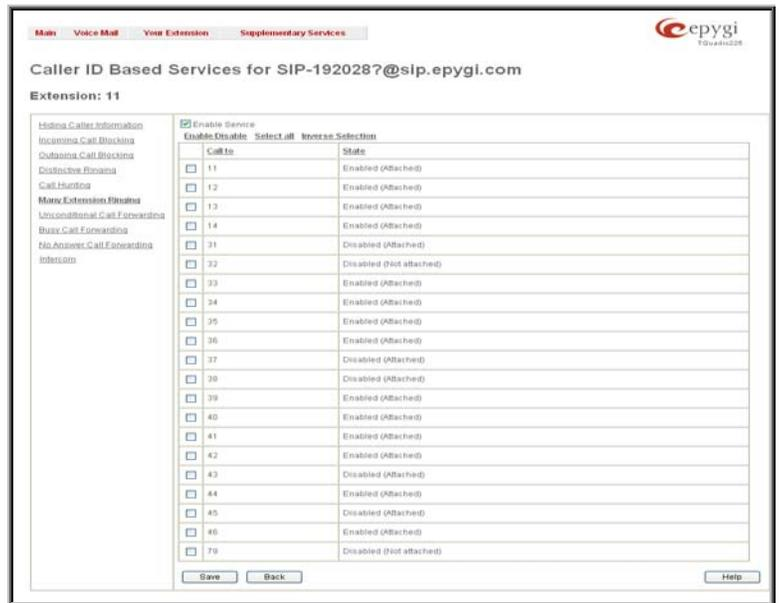 Main Voice Mail Your Extension Supplementary Services
epygi
Caller ID Based Services for SIP-192028?@sip.epygi.com
Extension: 11
Hiding Caller Information
Incoming Call Blocking
Outgoing Call Blocking
Distinctive Ringing
Call Hunting
Many Extension Ringing
Unconditional Call Forwarding
Busy Call Forwarding
No Answer Call Forwarding
Intercom
Enable Service
Enable Disable Select all Inverse Selection
Call to State
11 Enabled (Attached)
12 Enabled (Attached)
13 Enabled (Attached)
14 Enabled (Attached)
31 Disabled (Attached)
32 Disabled (Not attached)
33 Enabled (Attached)
34 Enabled (Attached)
35 Enabled (Attached)
36 Enabled (Attached)
37 Disabled (Attached)
38 Disabled (Attached)
39 Enabled (Attached)
40 Enabled (Attached)
41 Enabled (Attached)
42 Enabled (Attached)
43 Disabled (Attached)
44 Enabled (Attached)
45 Disabled (Attached)
46 Enabled (Attached)
79 Disabled (Not attached)
Save Back Help